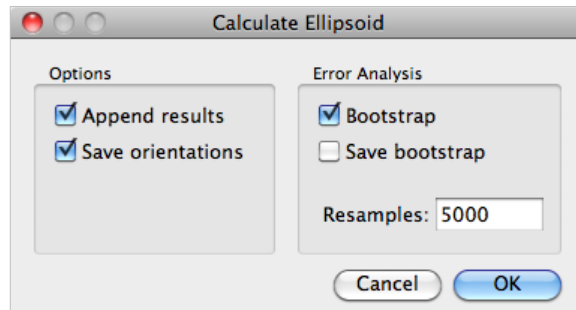 Calculate Ellipsoid
Options
Append results
Save orientations
Error Analysis
Bootstrap
Save bootstrap
Resamples: 5000
Cancel
OK